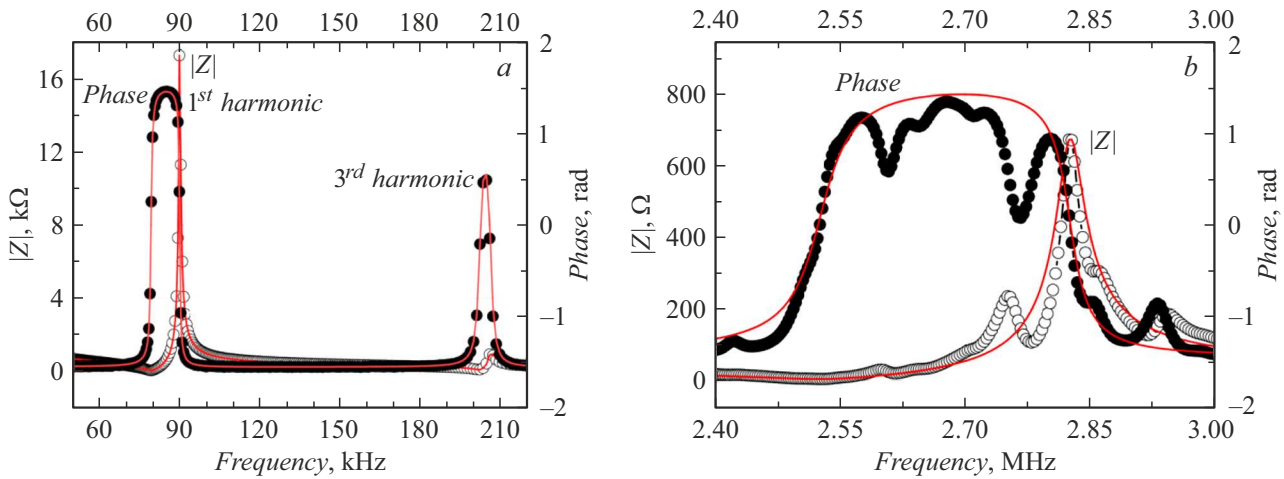 60 90 120 150 180 210
2.40 2.55 2.70 2.85 3.00
a
b
|Z|
Phase
1st harmonic
3rd harmonic
16
12
8
4
0
2
1
0
−1
−2
|Z|, kΩ
Phase, rad
60 90 120 150 180 210
Frequency, kHz
Phase
|Z|
800
600
400
200
0
2
1
0
−1
−2
|Z|, Ω
Phase, rad
2.40 2.55 2.70 2.85 3.00
Frequency, MHz